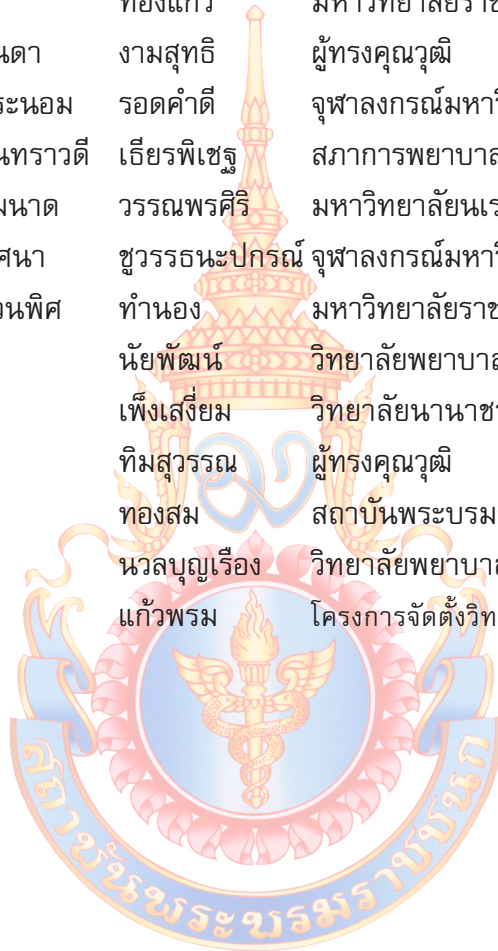 ทองแก้ว มหาวิทยาลัยราช
นดา งามสุทธิ ผู้ทรงคุณวุฒิ
ระนอม รอดคำดี จุฬาลงกรณ์มหาวิ
นทราวดี เธียรพิเชฐ สภาการพยาบาล
มนาด วรรณพรศิริ มหาวิทยาลัยนเร
ศนา ชูวรรธนะปกรณ์ จุฬาลงกรณ์มหาวิ
วนพิศ ทำนอง มหาวิทยาลัยราช
นัยพัฒน์ วิทยาลัยพยาบาล
เพ็งเสงี่ยม วิทยาลัยนานาชา
ทิมสุวรรณ ผู้ทรงคุณวุฒิ
ทองสม สถาบันพระบรม
นวลบุญเรือง วิทยาลัยพยาบาล
แก้วพรม โครงการจัดตั้งวิท
สถาบันพระบรมราชชนก